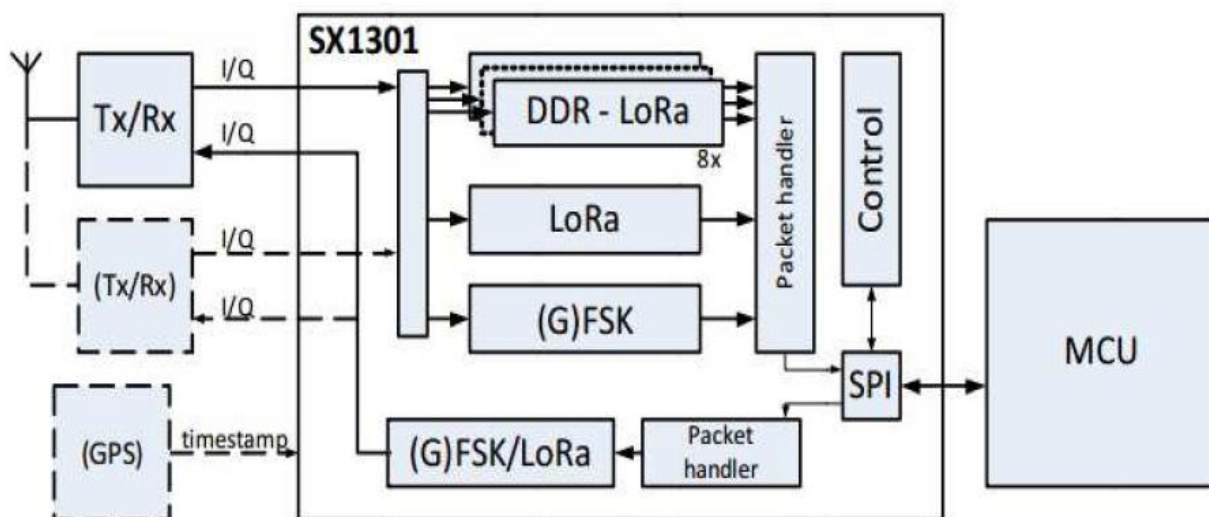 SX1301
I/Q
Tx/Rx
I/Q
DDR - LoRa
8x
LoRa
(G)FSK
Packet handler
Control
I/Q
(Tx/Rx)
I/Q
SPI
MCU
(GPS)
timestamp
(G)FSK/LoRa
Packet
handler